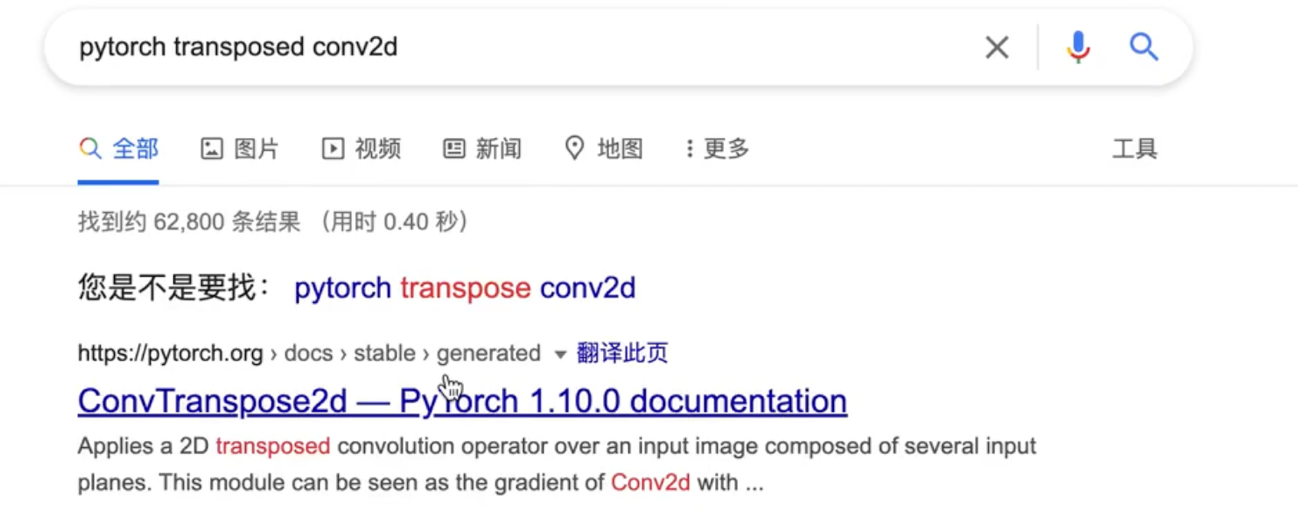 pytorch transposed conv2d
全部 图片 视频 新闻 地图 更多 工具
找到约 62,800 条结果 （用时 0.40 秒）
您是不是要找： pytorch transpose conv2d
https://pytorch.org › docs › stable › generated 翻译此页
ConvTranspose2d — PyTorch 1.10.0 documentation
Applies a 2D transposed convolution operator over an input image composed of several input
planes. This module can be seen as the gradient of Conv2d with ...